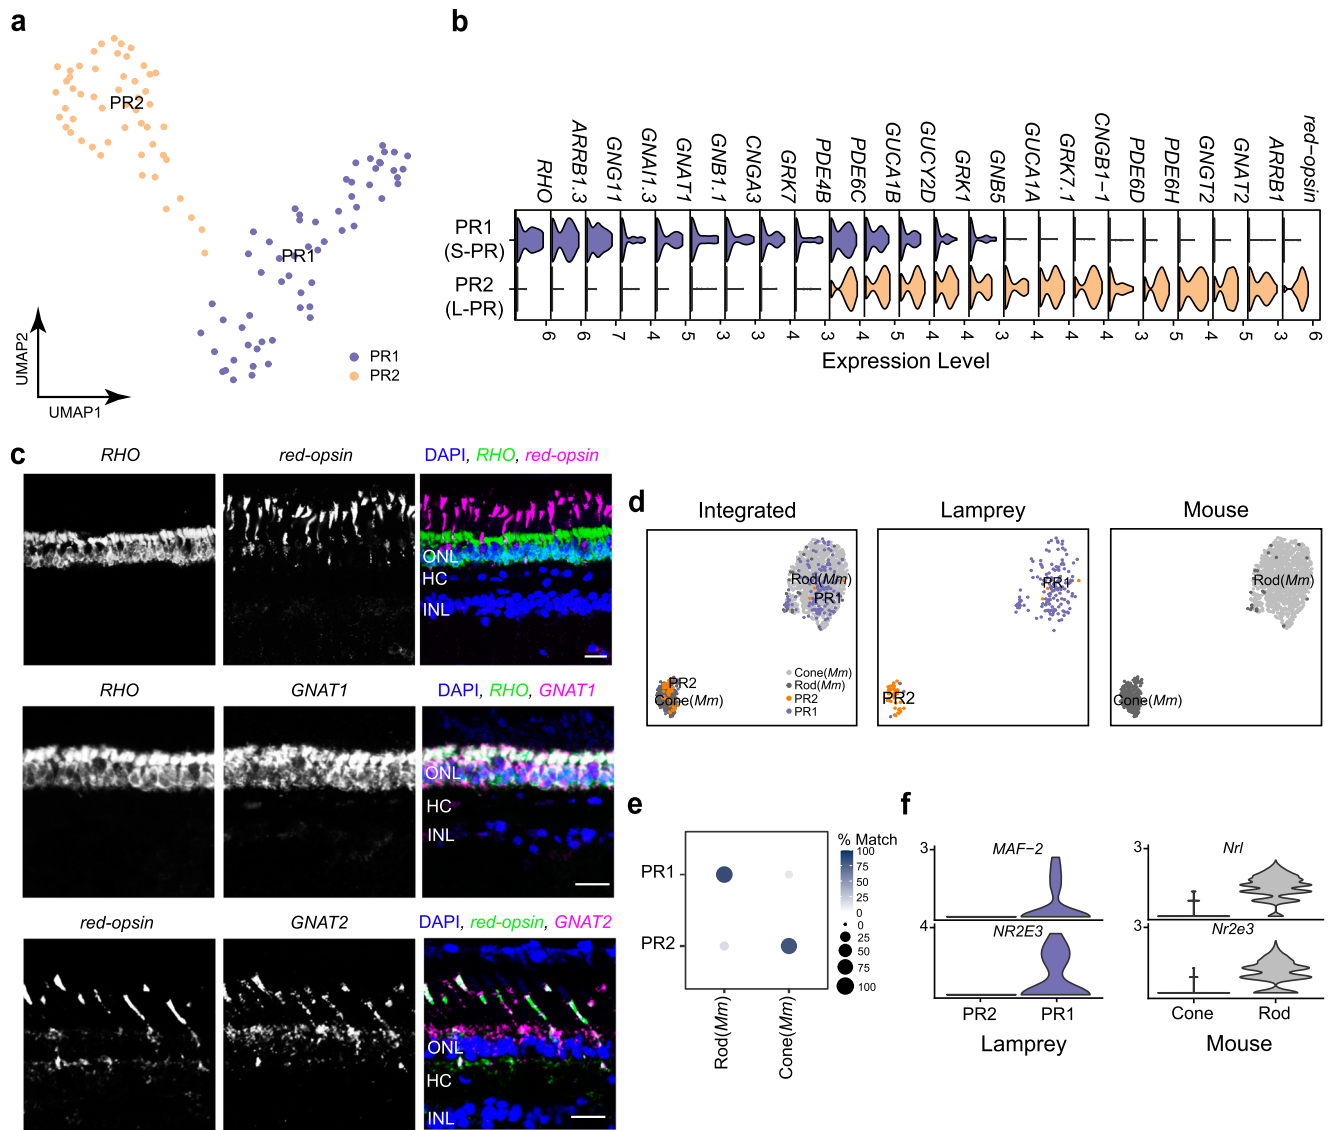 a
PR2
PR1
PR1
PR2
UMAP2
UMAP1
b
RHO
ARRB1.3
GNG11
GNAI1.3
GNAT1
GNB1.1
CNGA3
GRK7
PDE4B
PDE6C
GUCA1B
GUCY2D
GRK1
GNB5
GUCA1A
GRK7.1
CNGB1-1
PDE6D
PDE6H
GNGT2
GNAT2
ARRB1
red-opsin
PR1
(S-PR)
PR2
(L-PR)
6 6 7 4 5 3 3 4 3 4 5 5 4 4 5 4 4 3 4 5 5 3 6
Expression Level
c
RHO red-opsin DAPI, RHO, red-opsin
ONL
HC
INL
RHO GNAT1 DAPI, RHO, GNAT1
ONL
HC
INL
red-opsin GNAT2 DAPI, red-opsin, GNAT2
ONL
HC
INL
d
Integrated Lamprey Mouse
Rod(Mm)
PR1
PR2
Cone(Mm)
Cone(Mm)
Rod(Mm)
PR2
PR1
PR1
PR2
Rod(Mm)
Cone(Mm)
e
PR1
PR2
Rod(Mm)
Cone(Mm)
% Match
100
75
50
25
0
0
25
50
75
100
f
3 MAF-2
4 NR2E3
PR2 PR1
Lamprey
3 Nrl
3 Nr2e3
Cone Rod
Mouse